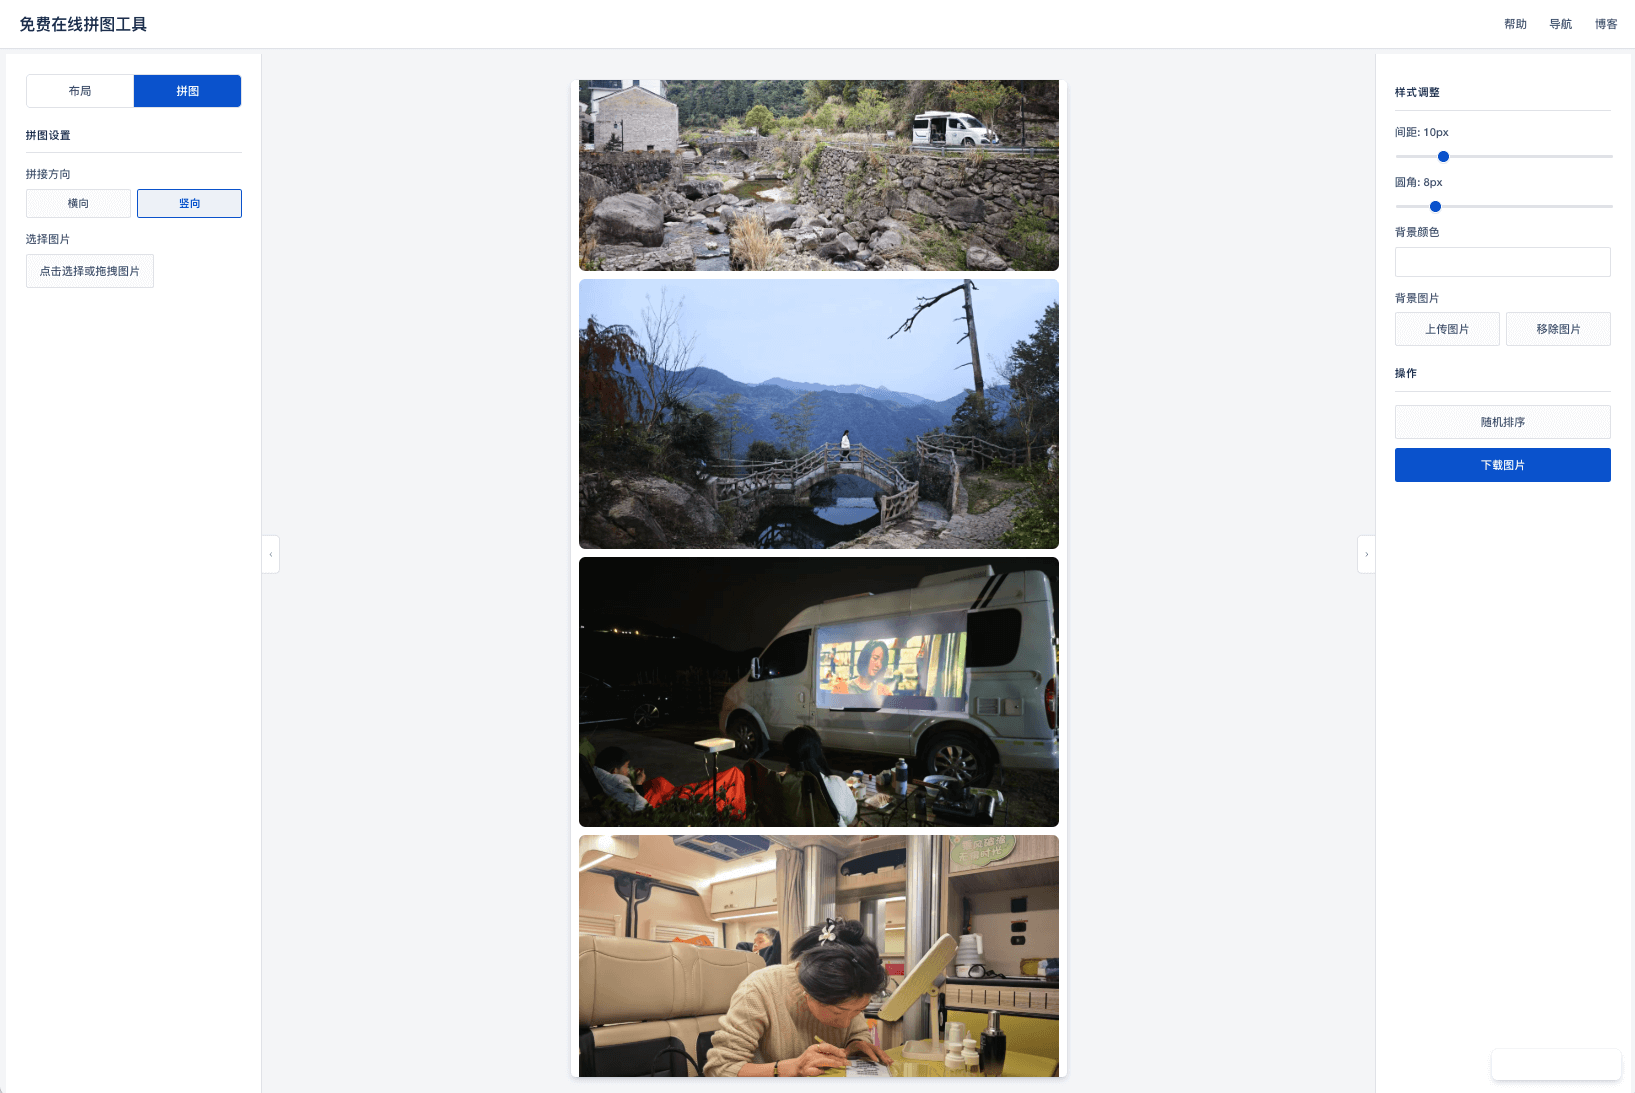 免费在线拼图工具
帮助 导航 博客
布局 拼图
拼图设置
拼接方向
横向 竖向
选择图片
点击选择或拖拽图片
样式调整
间距: 10px
圆角: 8px
背景颜色
背景图片
上传图片 移除图片
操作
随机排序
下载图片